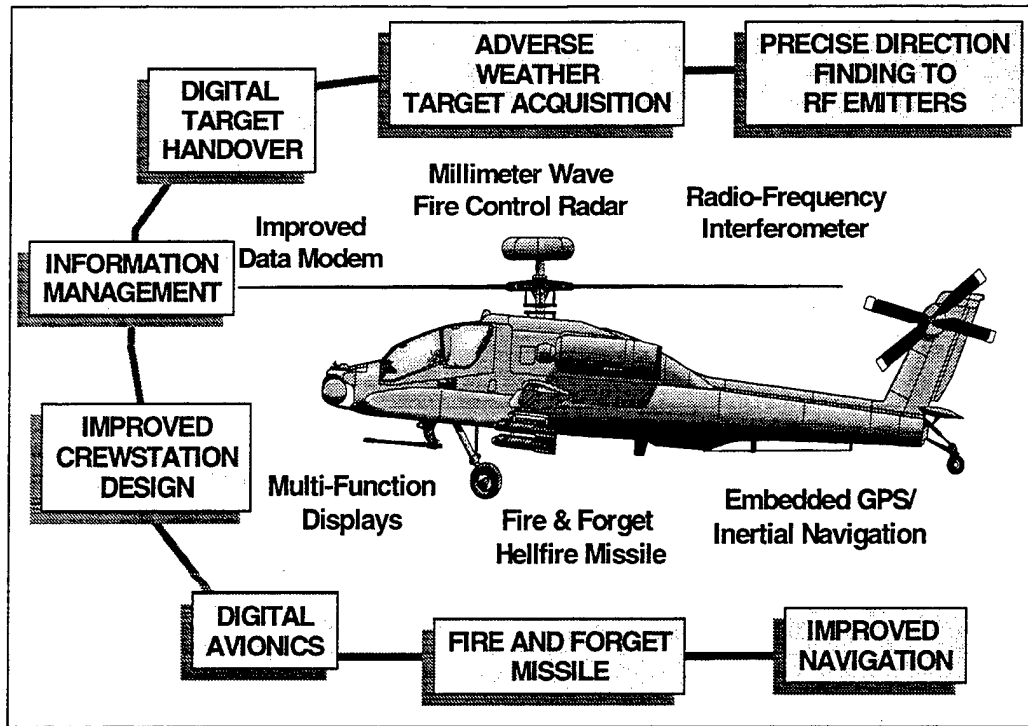 ADVERSE
WEATHER
TARGET ACQUISITION
PRECISE DIRECTION
FINDING TO
RF EMITTERS
DIGITAL
TARGET
HANDOVER
Millimeter Wave
Fire Control Radar
Radio-Frequency
Interferometer
Improved
Data Modem
INFORMATION
MANAGEMENT
IMPROVED
CREWSTATION
DESIGN
Multi-Function
Displays
Fire & Forget
Hellfire Missile
Embedded GPS/
Inertial Navigation
DIGITAL
AVIONICS
FIRE AND FORGET
MISSILE
IMPROVED
NAVIGATION